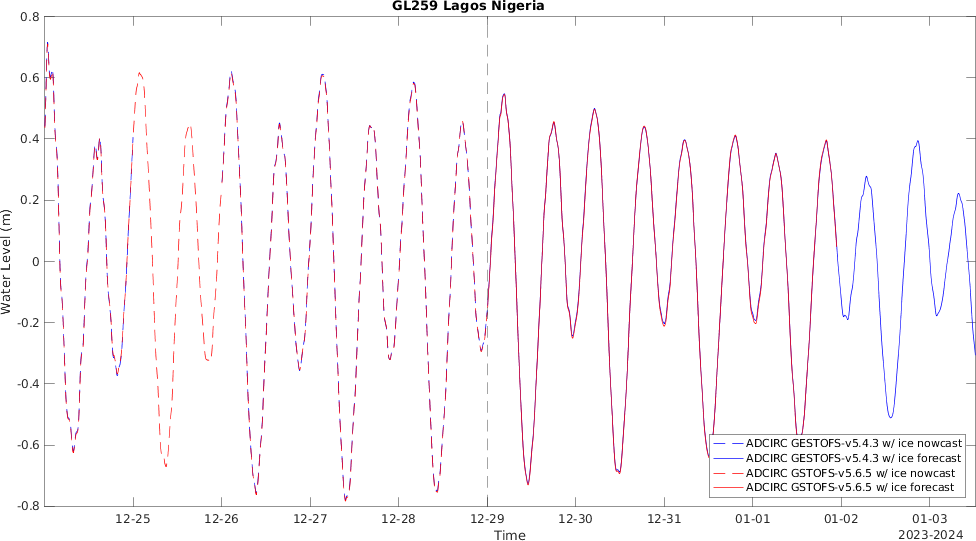 GL259 Lagos Nigeria
0.8
0.6
0.4
0.2
0
-0.2
-0.4
-0.6
-0.8
Water Level (m)
ADCIRC GESTOFS-v5.4.3 w/ ice nowcast
ADCIRC GESTOFS-v5.4.3 w/ ice forecast
ADCIRC GSTOFS-v5.6.5 w/ ice nowcast
ADCIRC GSTOFS-v5.6.5 w/ ice forecast
12-25 12-26 12-27 12-28 12-29 12-30 12-31 01-01 01-02 01-03
Time
2023-2024